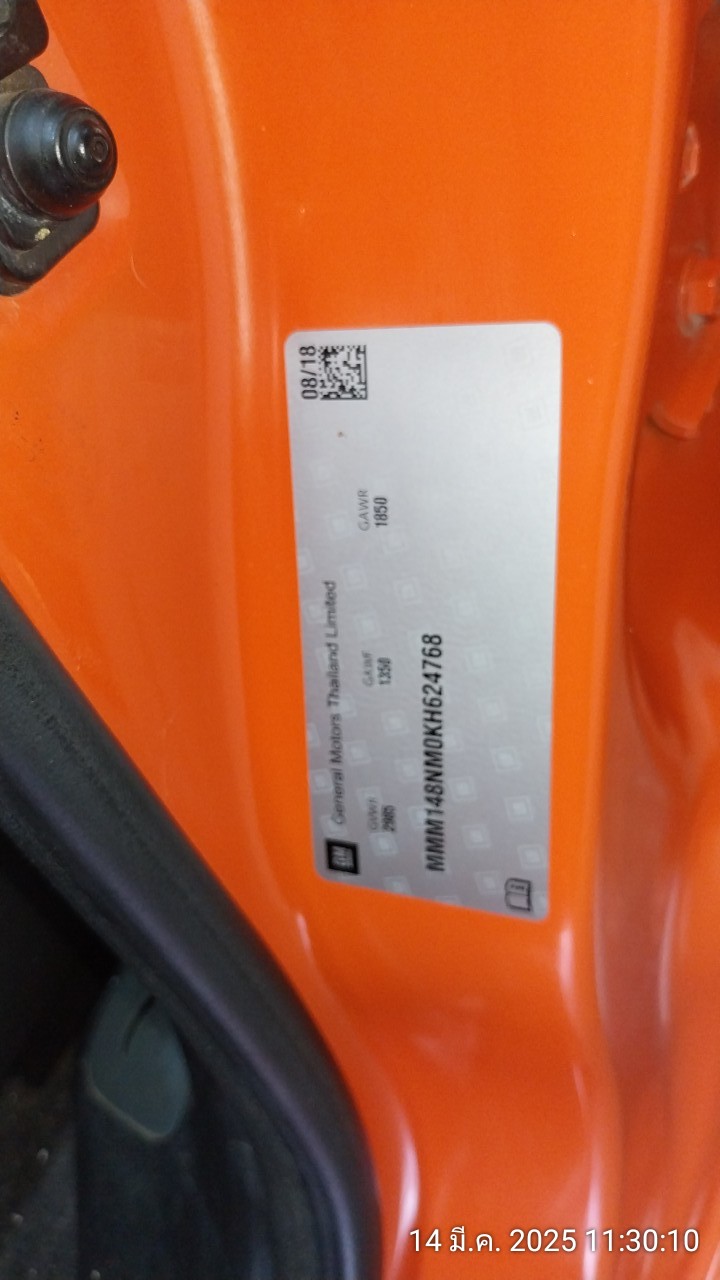 08/18
GM
General Motors Thailand Limited
GVWR GAWF GAWR
2985 1350 1850
MMM148NM0KH624768
14 มี.ค. 2025 11:30:10